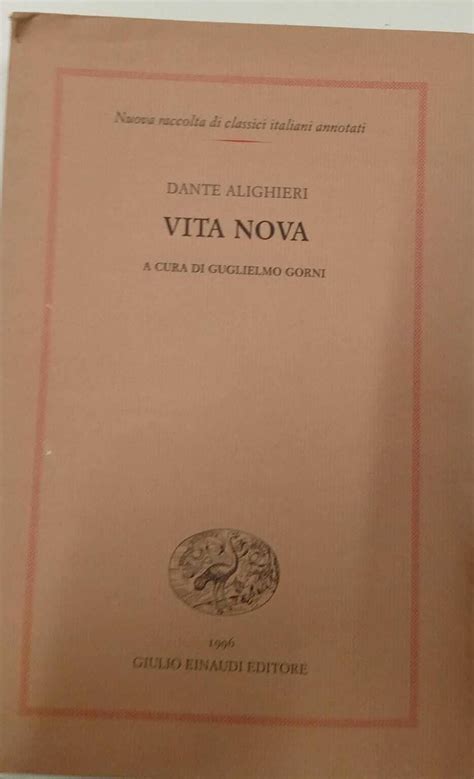 Nuova raccolta di classici italiani annotati
DANTE ALIGHIERI
VITA NOVA
A CURA DI GUGLIELMO GORNI
1996
GIULIO EINAUDI EDITORE